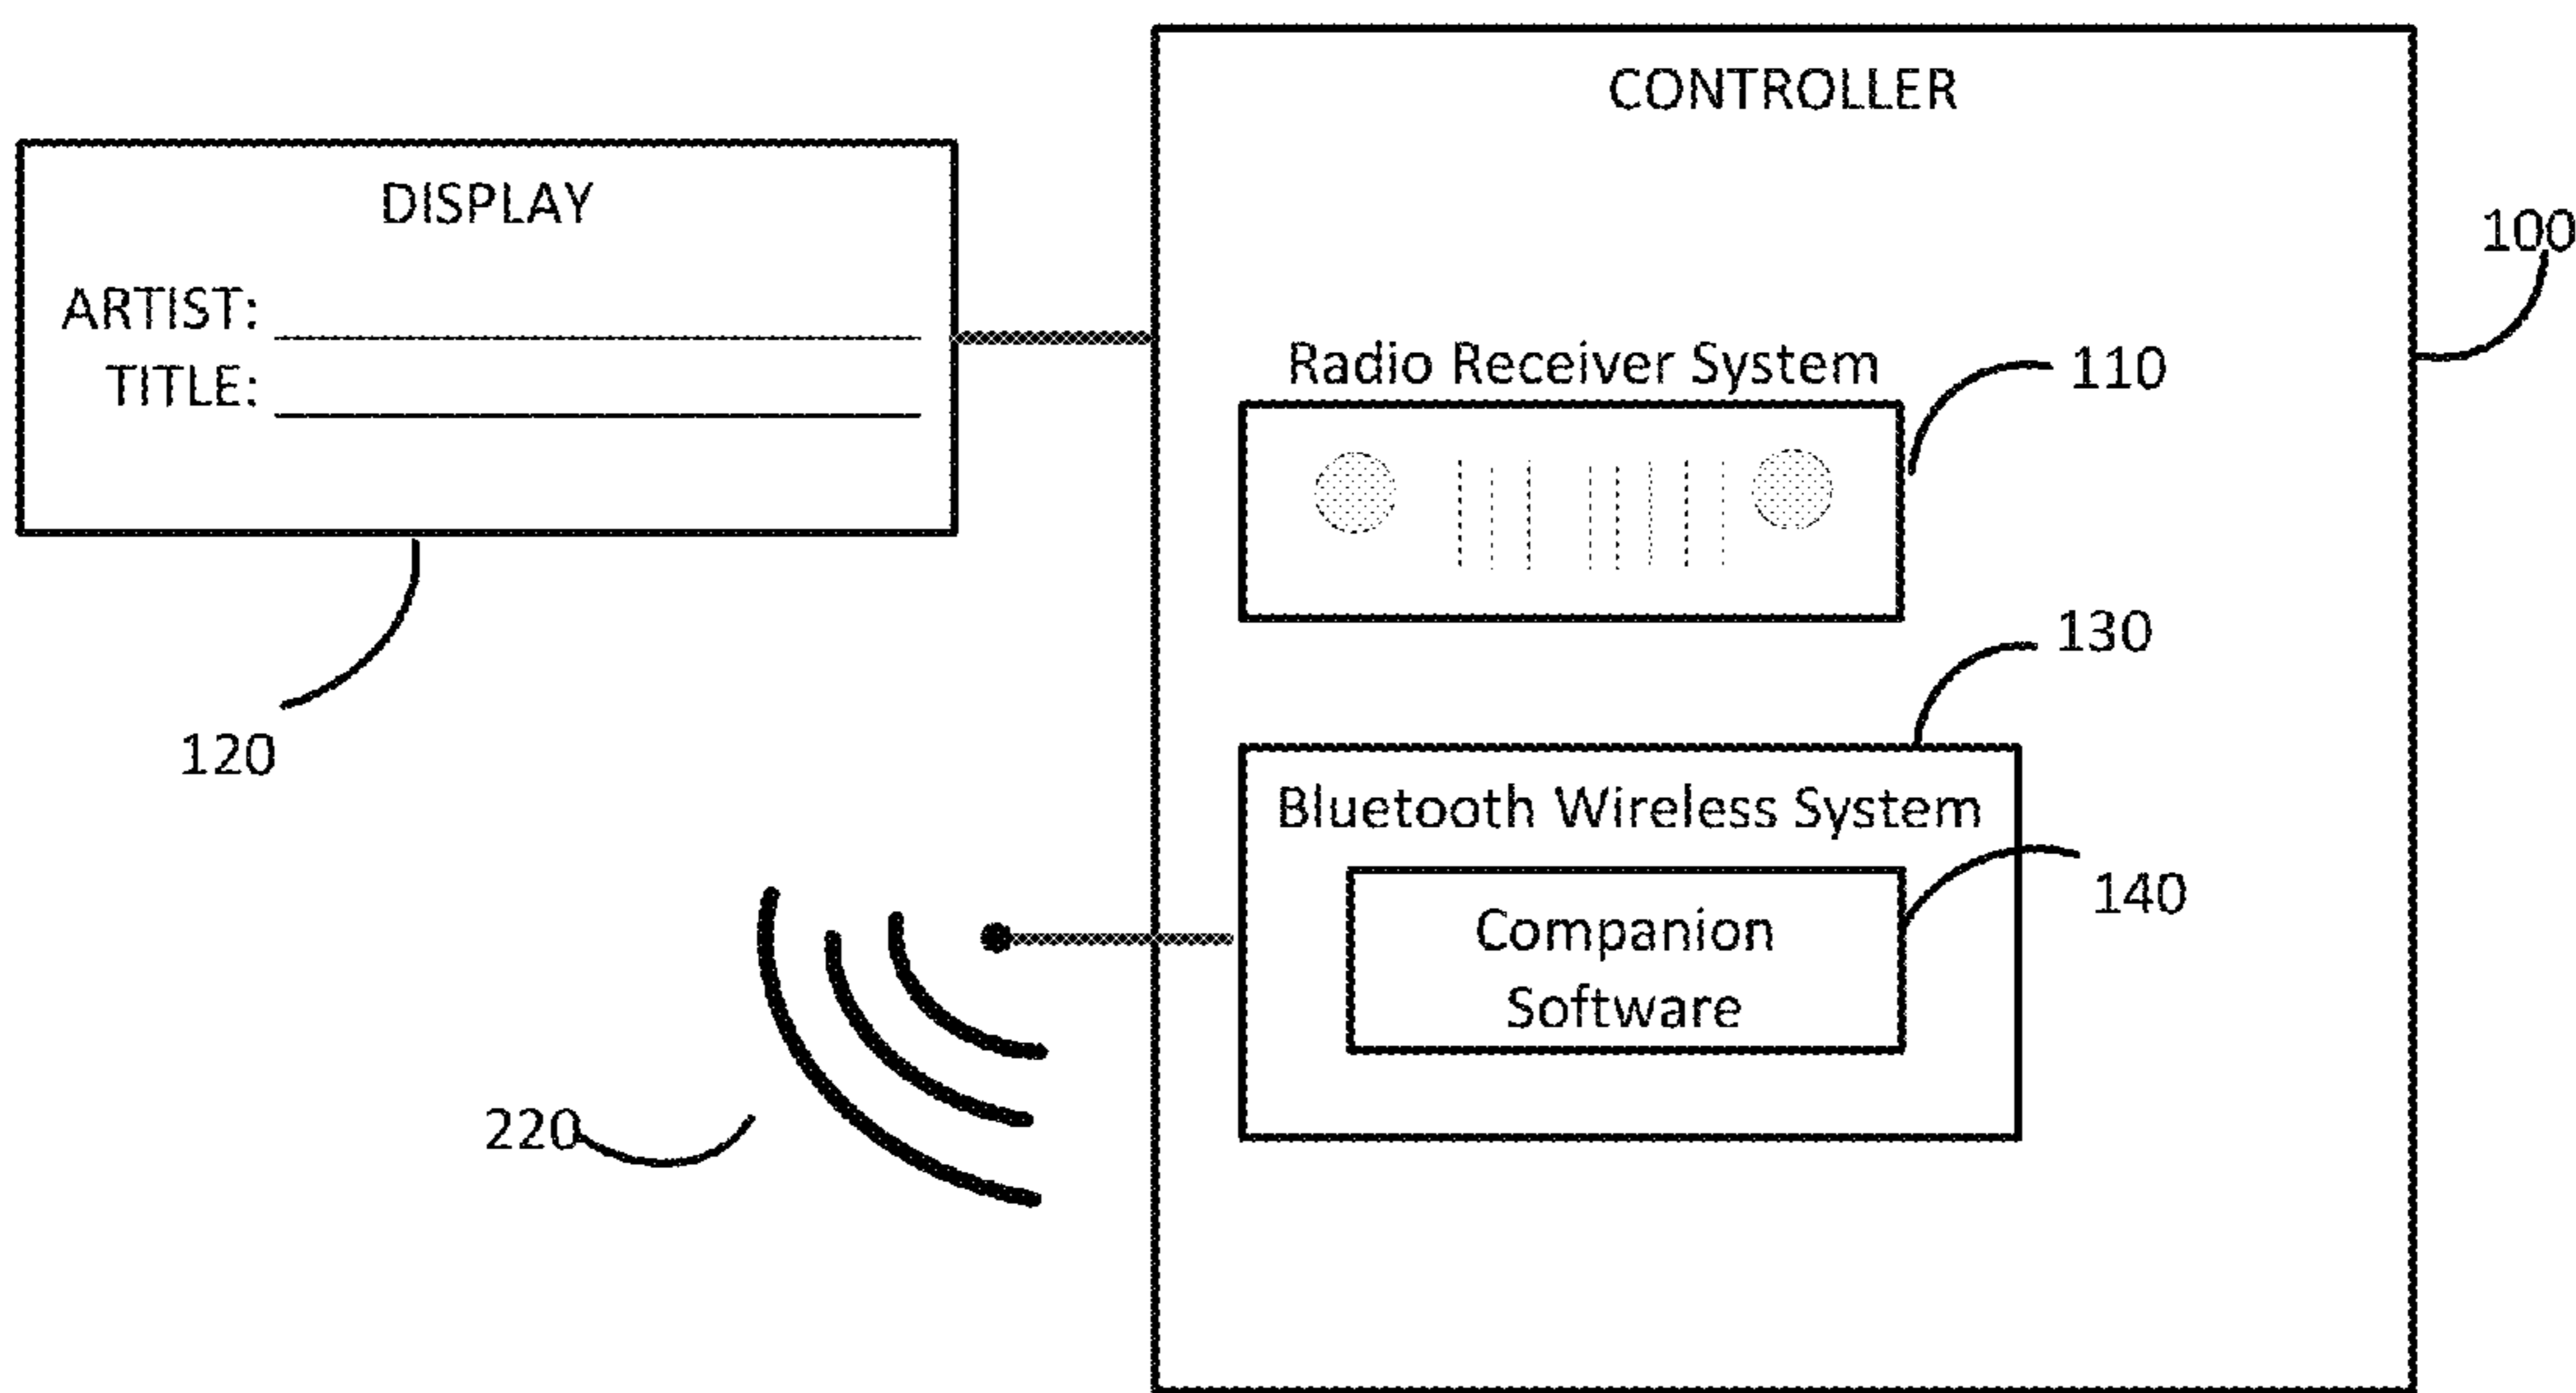 CONTROLLER
DISPLAY
100
ARTIST:
TITLE:
Radio Receiver System
110
120
130
Bluetooth Wireless System
140
Companion
Software
220